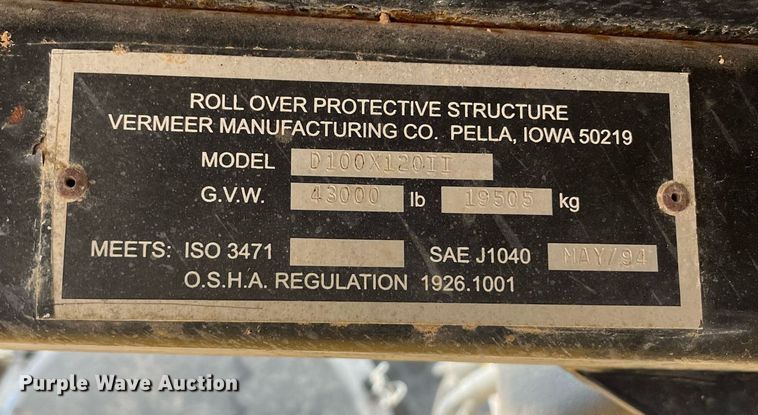 ROLL OVER PROTECTIVE STRUCTURE
VERMEER MANUFACTURING CO. PELLA, IOWA 50219
MODEL D100X120II
G.V.W. 43000 lb 19505 kg
MEETS: ISO 3471 SAE J1040 MAY/94
O.S.H.A. REGULATION 1926.1001
Purple Wave Auction